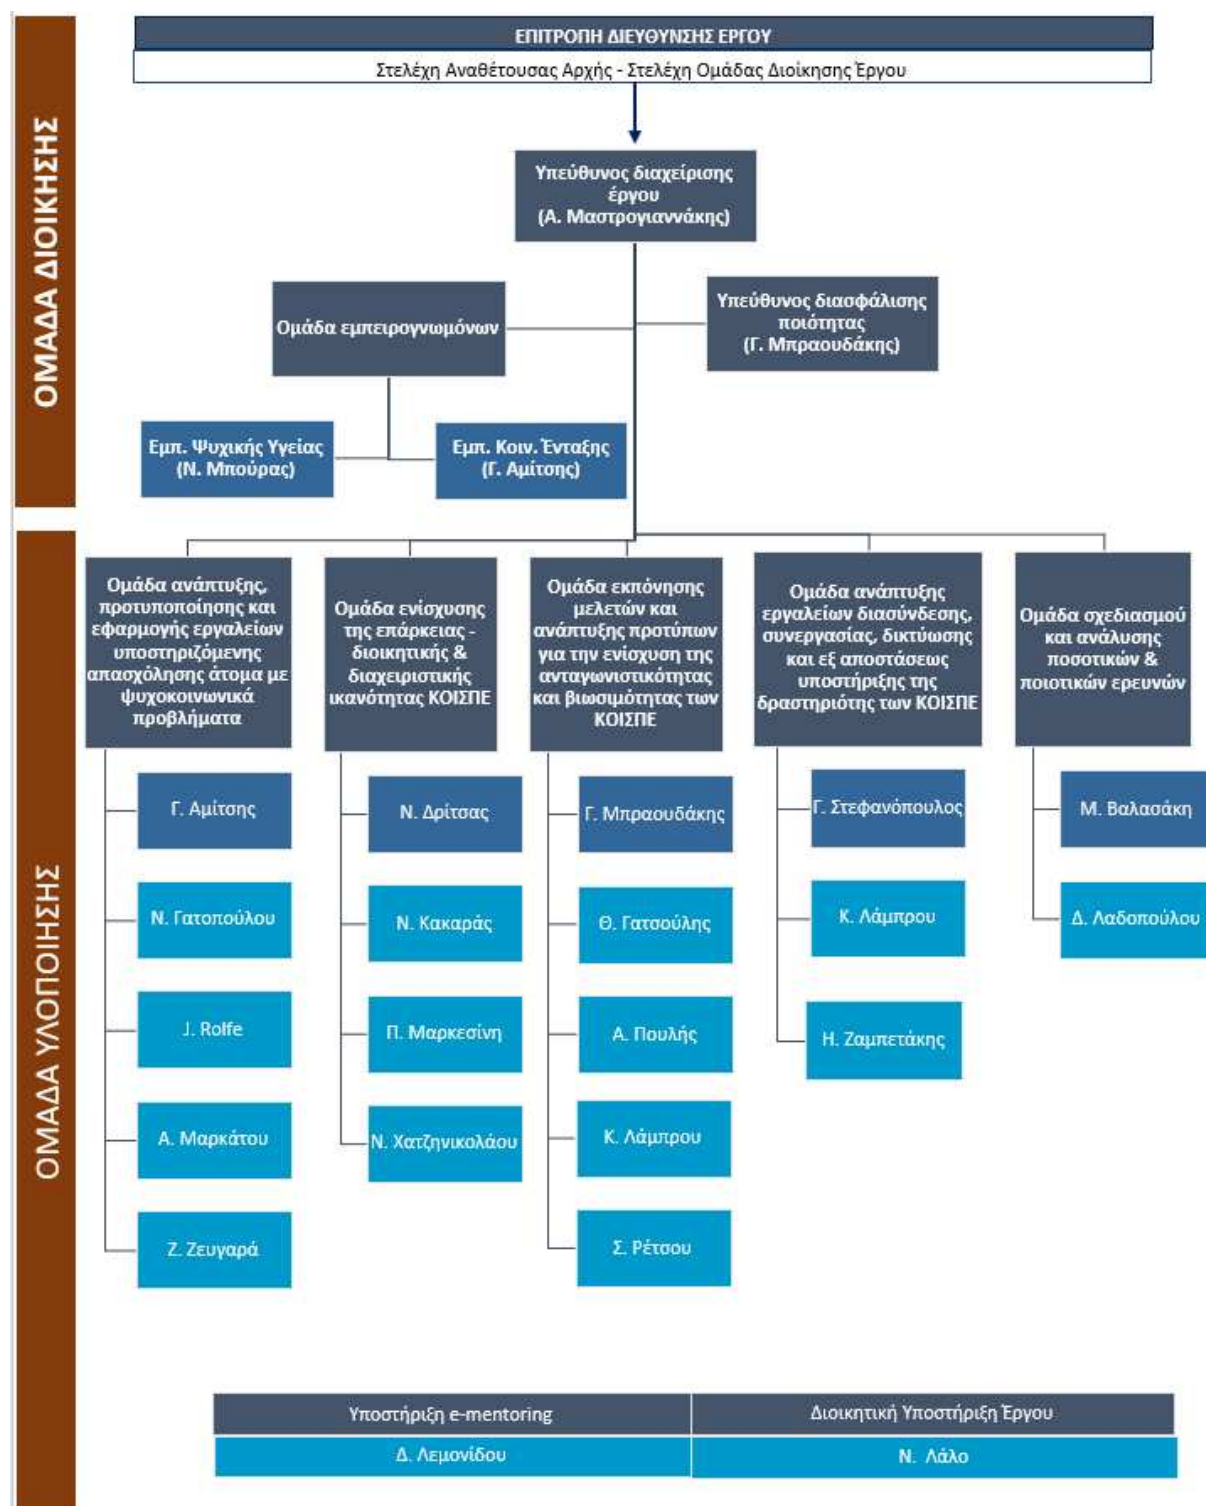 ΟΜΑΔΑ ΔΙΟΙΚΗΣΗΣ
ΕΠΙΤΡΟΠΗ ΔΙΕΥΘΥΝΣΗΣ ΕΡΓΟΥ
Στελέχη Αναθέτουσας Αρχής - Στελέχη Ομάδας Διοίκησης Έργου
Υπεύθυνος διαχείρισης
έργου
(Α. Μαστρογιαννάκης)
Ομάδα εμπειρογνωμόνων
Υπεύθυνος διασφάλισης
ποιότητας
(Γ. Μπραουδάκης)
Εμπ. Ψυχικής Υγείας
(Ν. Μπούρας)
Εμπ. Κοιν. Ένταξης
(Γ. Αμίτσης)
ΟΜΑΔΑ ΥΛΟΠΟΙΗΣΗΣ
Ομάδα ανάπτυξης,
προτυποποίησης και
εφαρμογής εργαλείων
υποστηριζόμενης
απασχόλησης άτομα με
ψυχοκοινωνικά
προβλήματα
Γ. Αμίτσης
Ν. Γατοπούλου
J. Rolfe
Α. Μαρκάτου
Ζ. Ζευγαρά
Ομάδα ενίσχυσης
της επάρκειας -
διοικητικής &
διαχειριστικής
ικανότητας ΚΟΙΣΠΕ
Ν. Δρίτσας
Ν. Κακαράς
Π. Μαρκεσίνη
Ν. Χατζηνικολάου
Ομάδα εκπόνησης
μελετών και
ανάπτυξης προτύπων
για την ενίσχυση της
ανταγωνιστικότητας
και βιωσιμότητας των
ΚΟΙΣΠΕ
Γ. Μπραουδάκης
Θ. Γατσούλης
Α. Πουλής
Κ. Λάμπρου
Σ. Ρέτσου
Ομάδα ανάπτυξης
εργαλείων διασύνδεσης,
συνεργασίας, δικτύωσης
και εξ αποστάσεως
υποστήριξης της
δραστηριότης των ΚΟΙΣΠΕ
Γ. Στεφανόπουλος
Κ. Λάμπρου
Η. Ζαμπετάκης
Ομάδα σχεδιασμού
και ανάλυσης
ποσοτικών &
ποιοτικών ερευνών
Μ. Βαλασάκη
Δ. Λαδοπούλου
Υποστήριξη e-mentoring
Διοικητική Υποστήριξη Έργου
Δ. Λεμονίδου
Ν. Λάλο